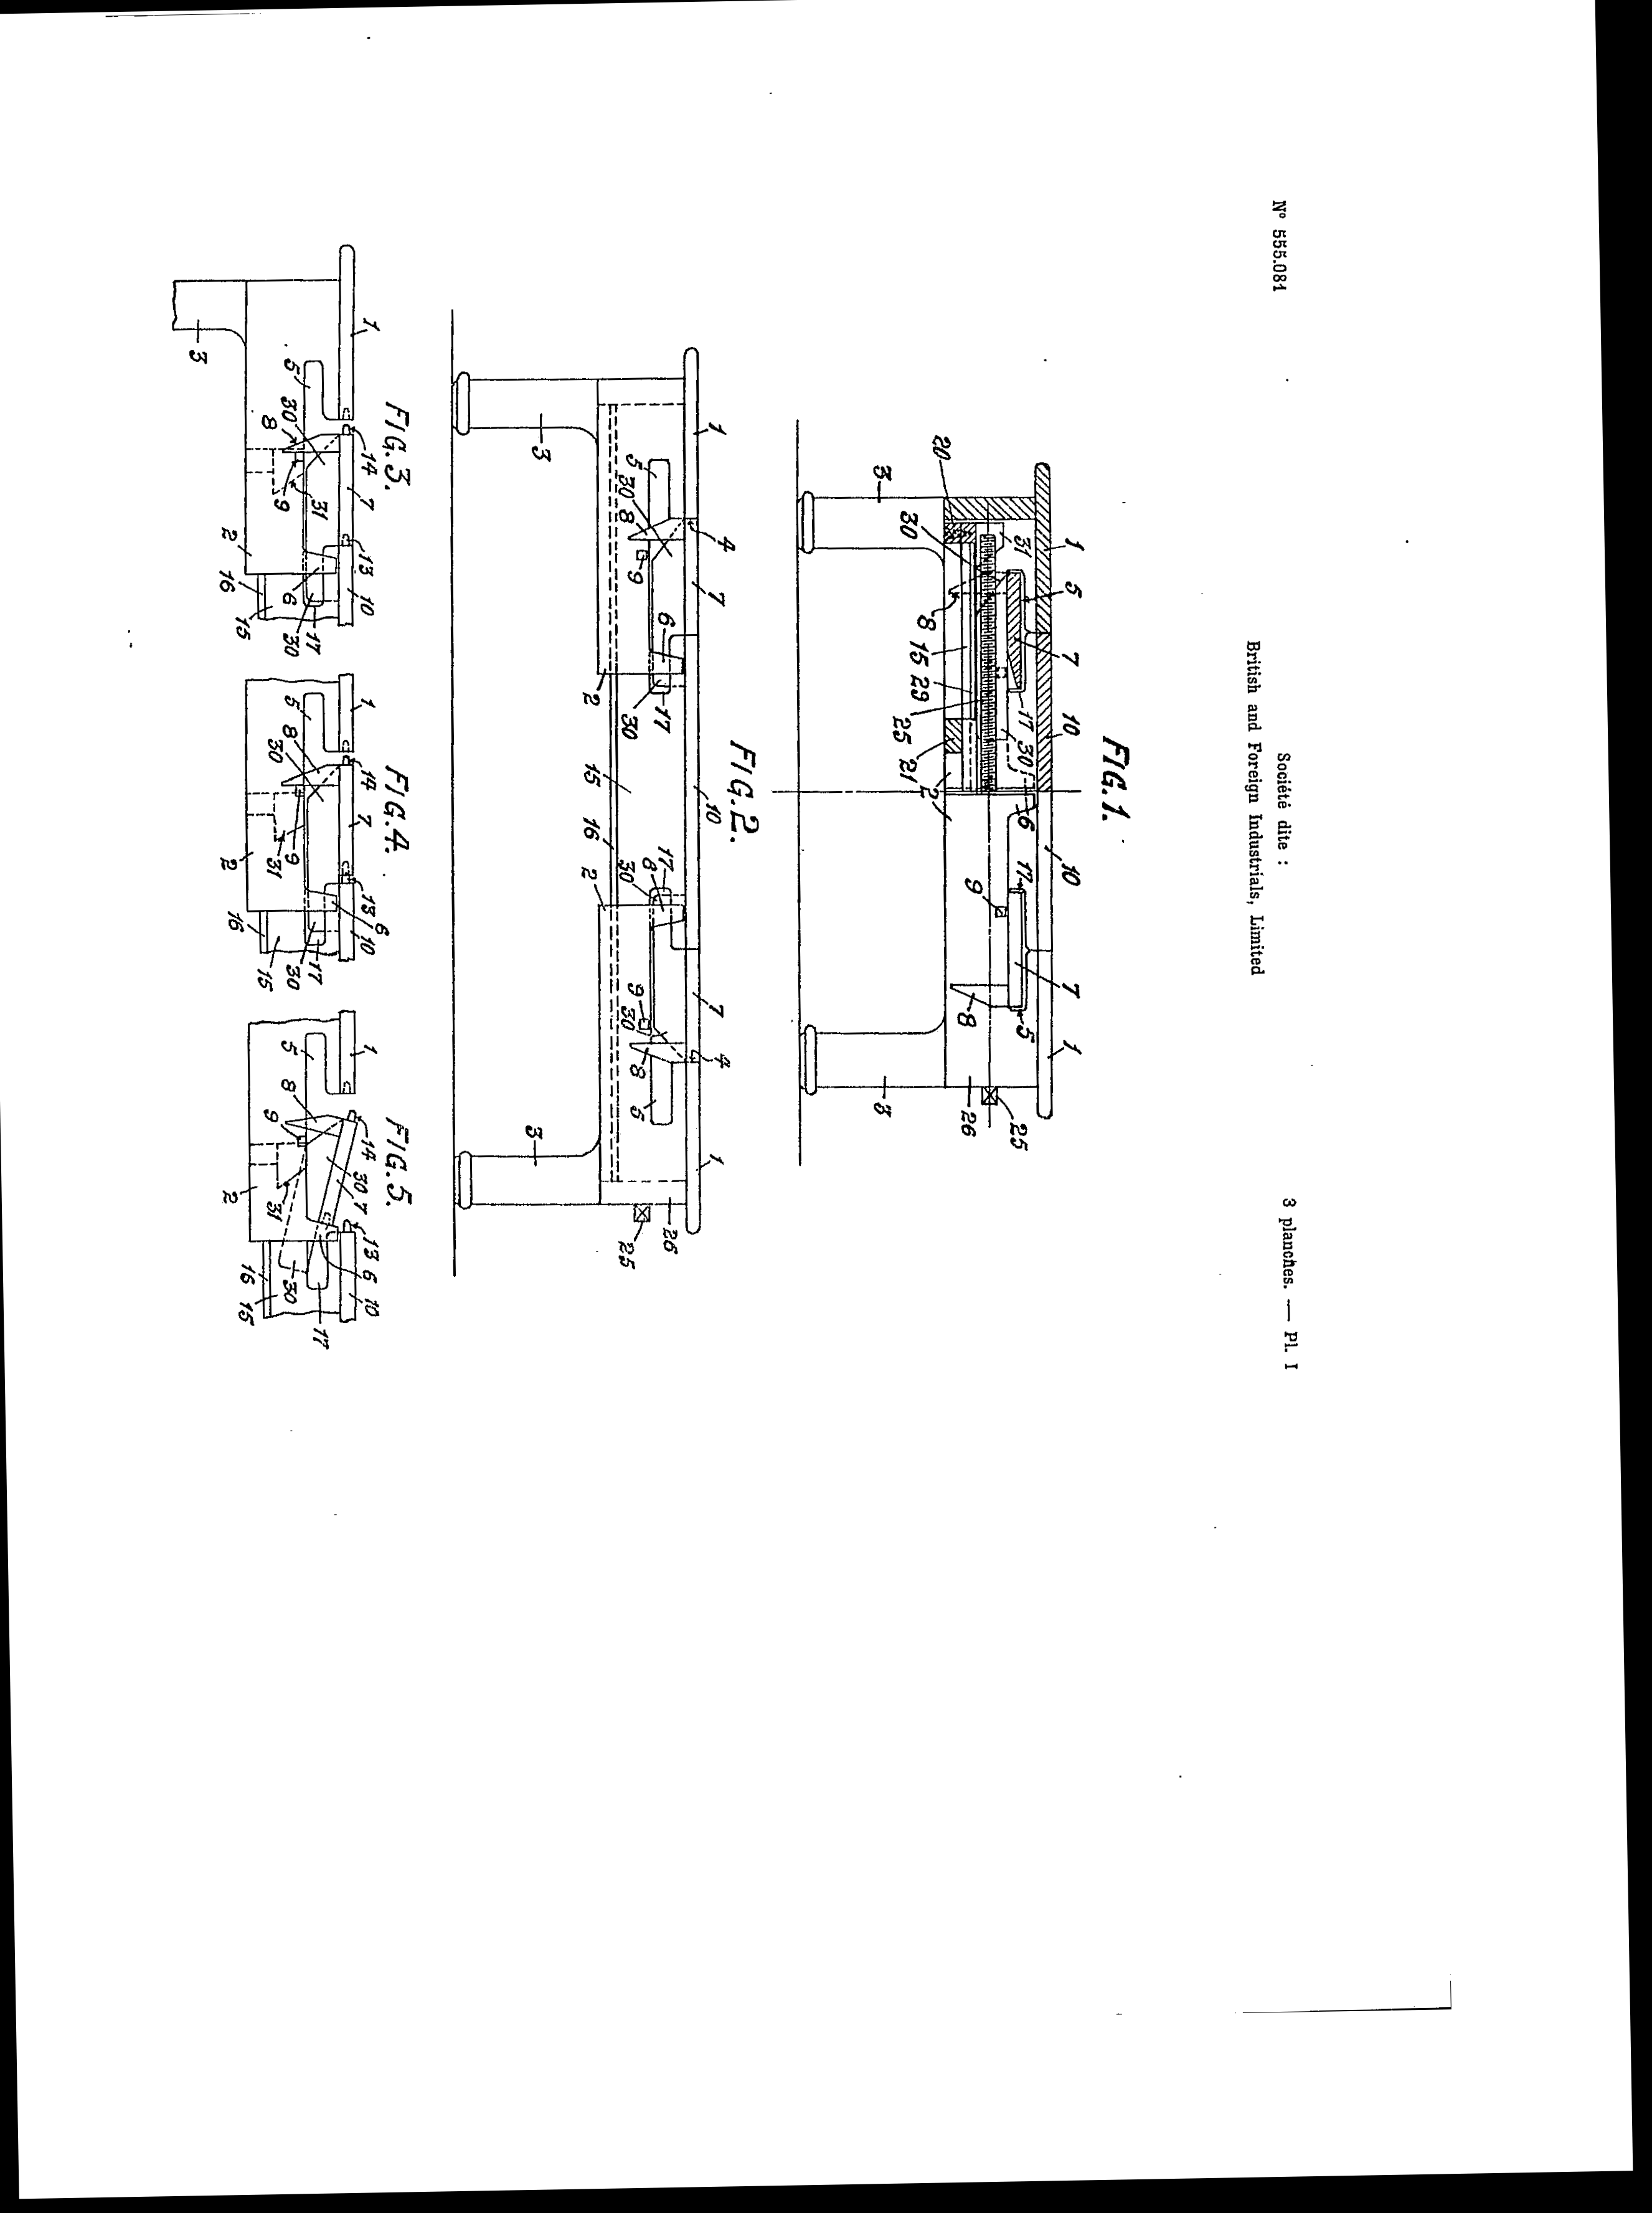 N° 555.081
Société dite :
British and Foreign Industrials, Limited
3 planches. — Pl. I
FIG.1.
1 5 7 10 10 1
20 3 30 31 8 15 29 25 21 2 17 30 6 9 17 7 8 5 3 26 25
FIG.2.
1 4 7 10 7 4 1
3 5 30 8 9 6 2 30 17 15 16 2 30 8 17 9 30 8 5 3 25 26
FIG.3.
1 14 7 13 10
3 5 30 8 9 31 2 16 15 6 30 17
FIG.4.
1 14 7 13 10
5 8 30 31 9 2 16 15 30 17 6
FIG.5.
1 14 30 7 13 6 10
5 8 9 2 31 16 15 30 17